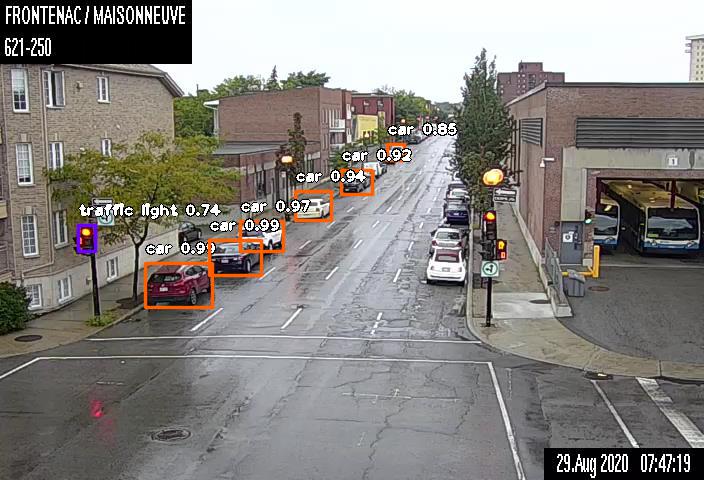 FRONTENAC / MAISONNEUVE
621-250
car 0.85
car 0.92
car 0.94
car 0.97
traffic light 0.74
car 0.99
car 0.99
1
29.Aug 2020 07:47:19